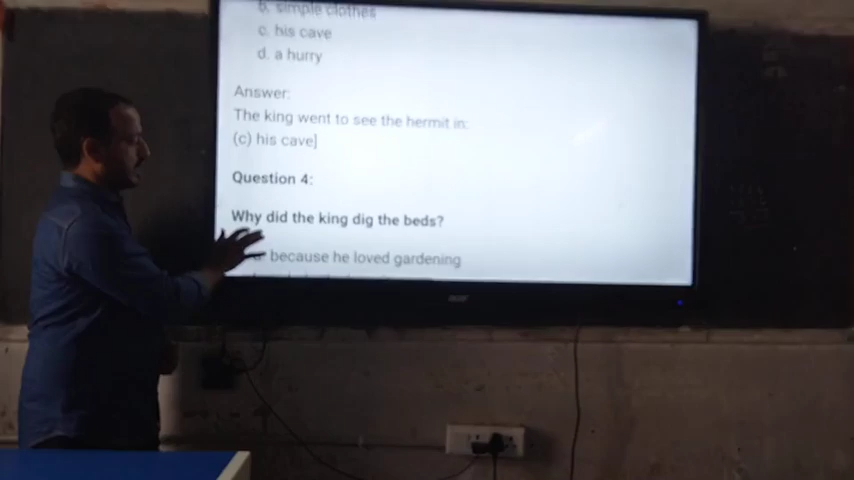 b. simple clothes
c. his cave
d. a hurry
Answer:
The king went to see the hermit in:
(c) his cave]
Question 4:
Why did the king dig the beds?
a. because he loved gardening
acer